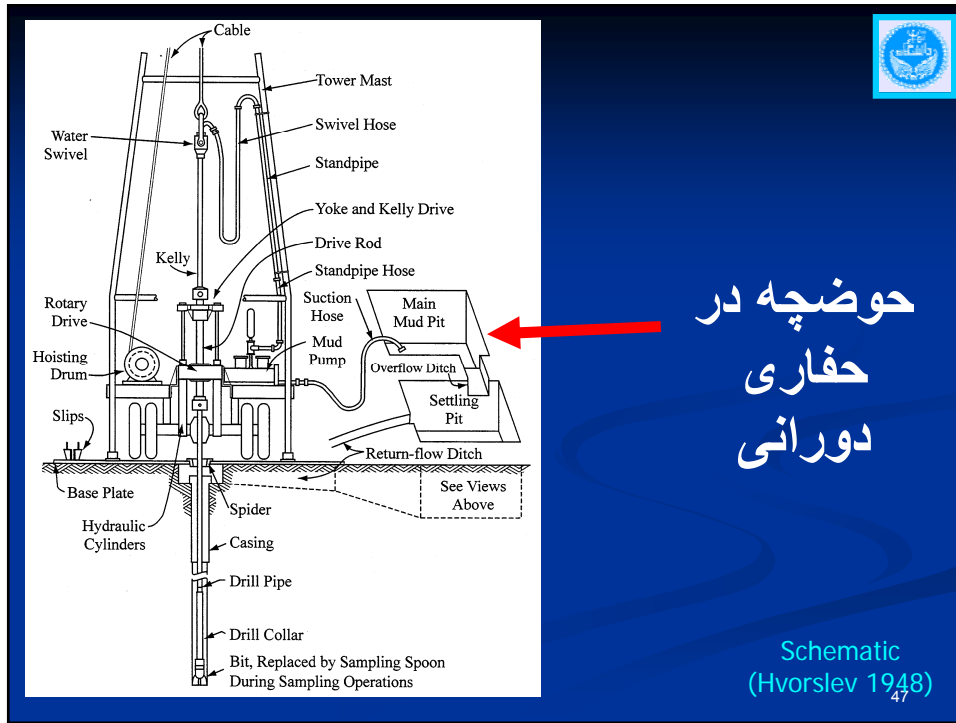 Cable
Tower Mast
Swivel Hose
Water
Swivel
Standpipe
Yoke and Kelly Drive
Drive Rod
Kelly
Standpipe Hose
Suction
Hose
Main
Mud Pit
Rotary
Drive
Mud
Pump
Hoisting
Drum
Overflow Ditch
Settling
Pit
Slips
Return-flow Ditch
Base Plate
See Views
Above
Spider
Hydraulic
Cylinders
Casing
Drill Pipe
Drill Collar
Bit, Replaced by Sampling Spoon
During Sampling Operations
حوضچه در
حفاری
دورانی
Schematic
(Hvorslev 1948)
47